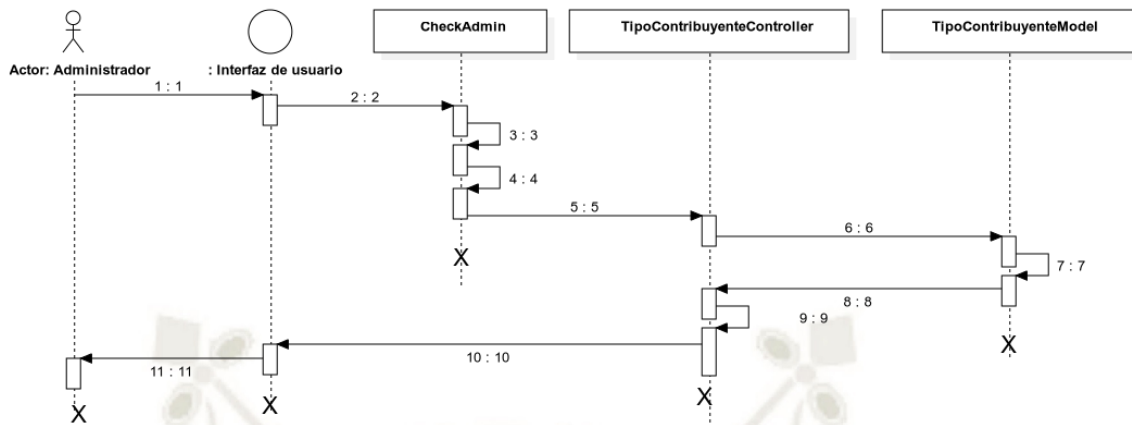 CheckAdmin
TipoContribuyenteController
TipoContribuyenteModel
Actor: Administrador
: Interfaz de usuario
1 : 1
2 : 2
3 : 3
4 : 4
5 : 5
6 : 6
7 : 7
8 : 8
9 : 9
10 : 10
11 : 11